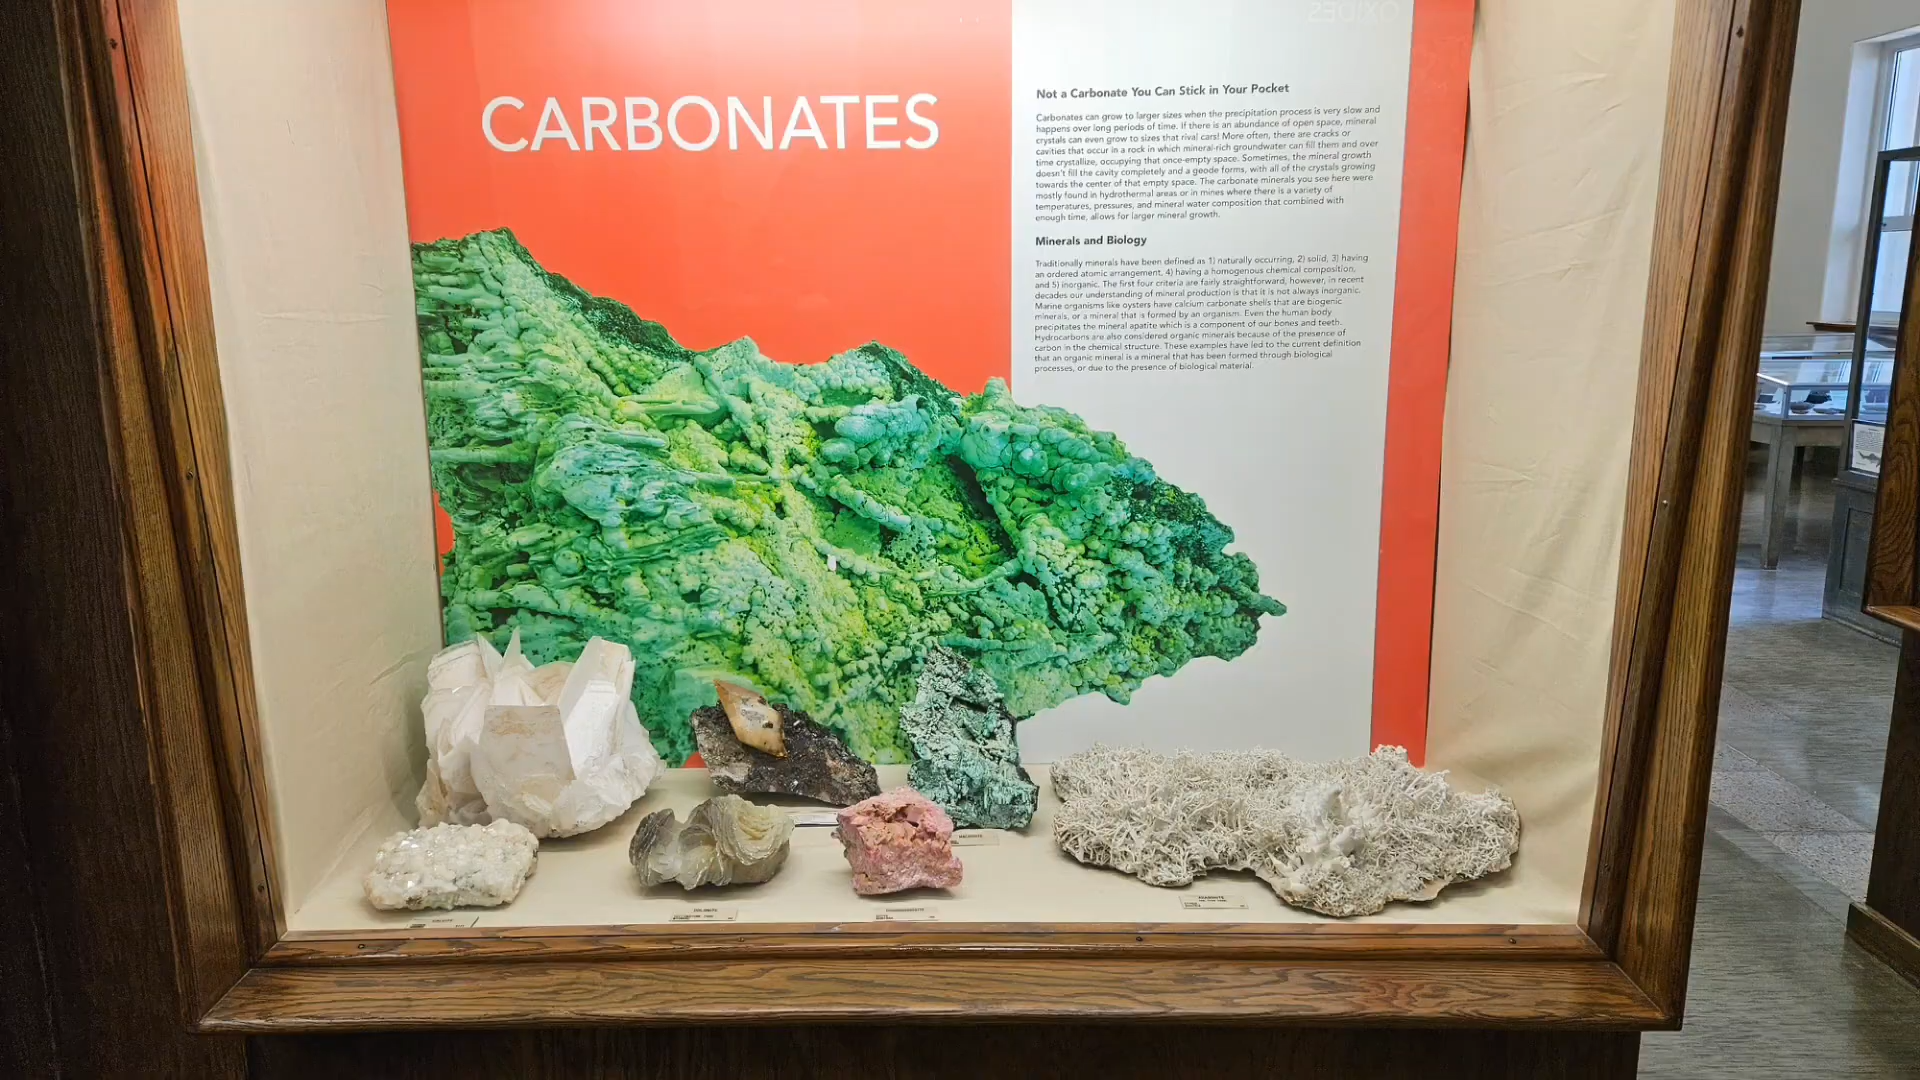 OXIDES
CARBONATES
Not a Carbonate You Can Stick in Your Pocket
Carbonates can grow to larger sizes when the precipitation process is very slow and
happens over long periods of time. If there is an abundance of open space, mineral
crystals can even grow to sizes that rival cars! More often, there are cracks or
cavities that occur in a rock in which mineral-rich groundwater can fill them and over
time crystallize, occupying that once-empty space. Sometimes, the mineral growth
doesn't fill the cavity completely and a geode forms, with all of the crystals growing
towards the center of that empty space. The carbonate minerals you see here were
mostly found in hydrothermal areas or in mines where there is a variety of
temperatures, pressures, and mineral water composition that combined with
enough time, allows for larger mineral growth.
Minerals and Biology
Traditionally minerals have been defined as 1) naturally occurring, 2) solid, 3) having
an ordered atomic arrangement, 4) having a homogenous chemical composition,
and 5) inorganic. The first four criteria are fairly straightforward, however, in recent
decades our understanding of mineral production is that it is not always inorganic.
Marine organisms like oysters have calcium carbonate shells that are biogenic
minerals, or a mineral that is formed by an organism. Even the human body
precipitates the mineral apatite which is a component of our bones and teeth.
Hydrocarbons are also considered organic minerals because of the presence of
carbon in the chemical structure. These examples have led to the current definition
that an organic mineral is a mineral that has been formed through biological
processes, or due to the presence of biological material.
MALACHITE
DOLOMITE